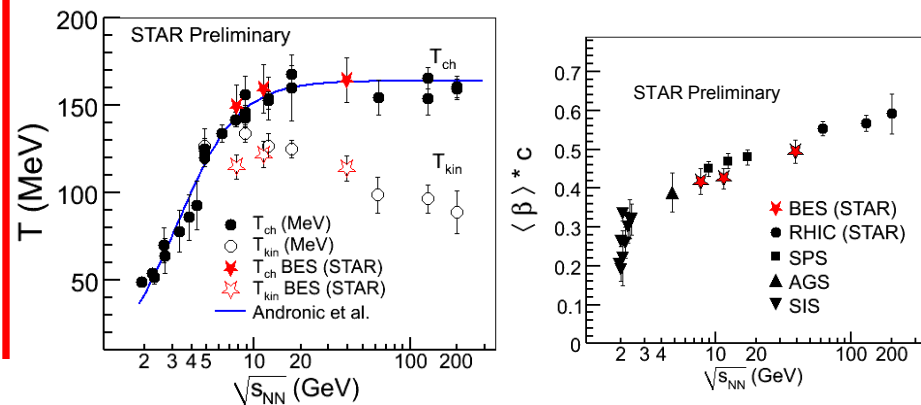 STAR Preliminary
T_ch
T_kin
T_ch (MeV)
T_kin (MeV)
T_ch BES (STAR)
T_kin BES (STAR)
Andronic et al.
T (MeV)
200
150
100
50
2 3 4 5 10 20 100 200
√s_NN (GeV)
STAR Preliminary
BES (STAR)
RHIC (STAR)
SPS
AGS
SIS
⟨β⟩ * c
0.7
0.6
0.5
0.4
0.3
0.2
0.1
0
2 3 4 10 20 100 200
√s_NN (GeV)